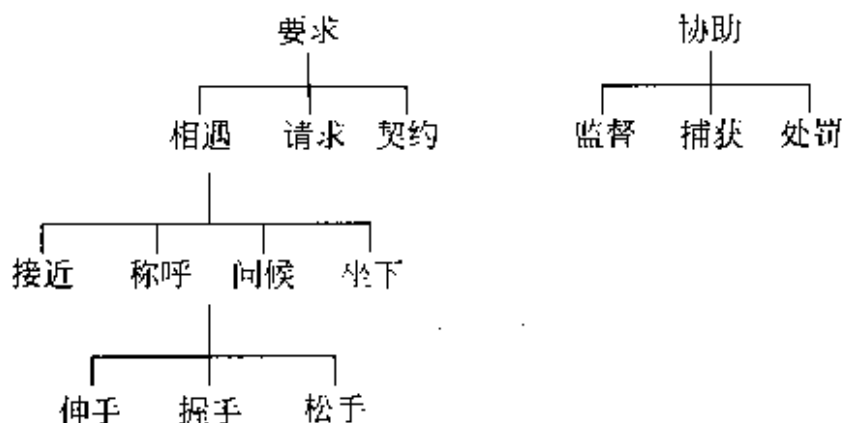 要求 协助
相遇 请求 契约 监督 捕获 处罚
接近 称呼 问候 坐下
伸手 握手 松手